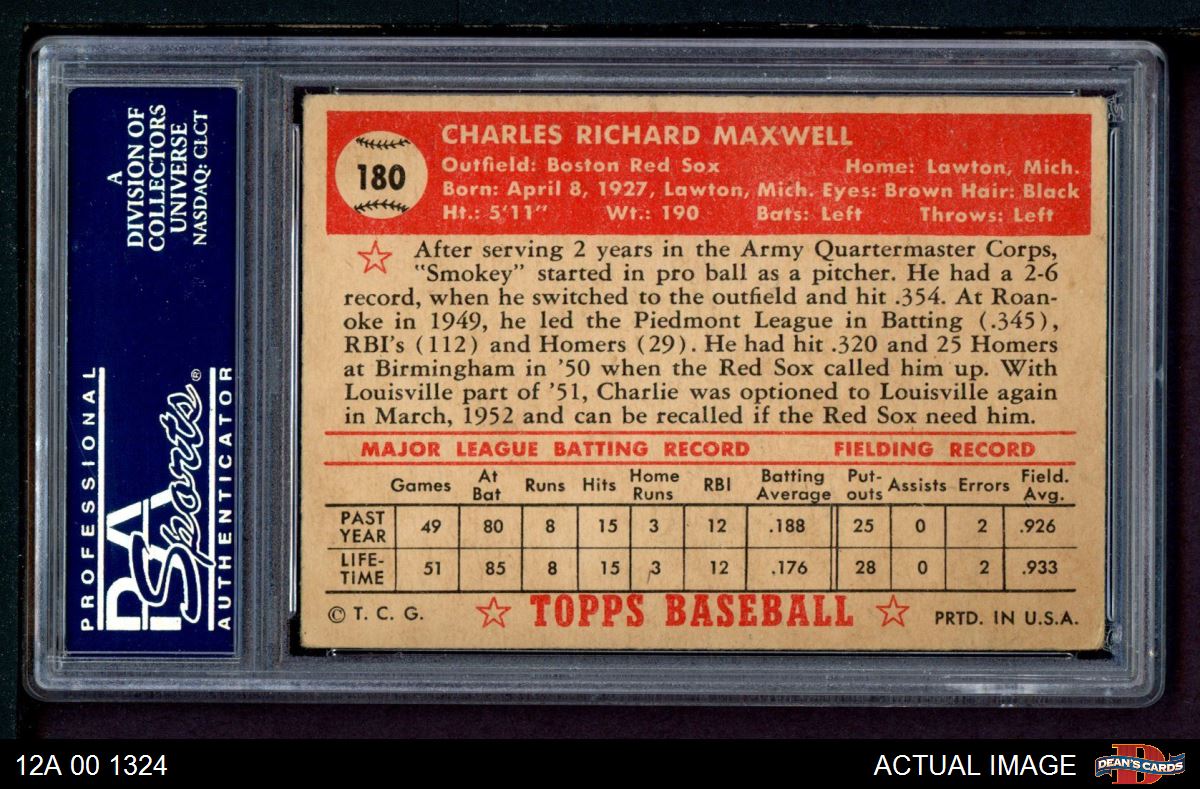 A
DIVISION OF
COLLECTORS
UNIVERSE
NASDAQ: CLCT
PROFESSIONAL
PSA
Sports®
AUTHENTICATOR
180
CHARLES RICHARD MAXWELL
Outfield: Boston Red Sox Home: Lawton, Mich.
Born: April 8, 1927, Lawton, Mich. Eyes: Brown Hair: Black
Ht.: 5'11" Wt.: 190 Bats: Left Throws: Left
After serving 2 years in the Army Quartermaster Corps,
"Smokey" started in pro ball as a pitcher. He had a 2-6
record, when he switched to the outfield and hit .354. At Roan-
oke in 1949, he led the Piedmont League in Batting (.345),
RBI's (112) and Homers (29). He had hit .320 and 25 Homers
at Birmingham in '50 when the Red Sox called him up. With
Louisville part of '51, Charlie was optioned to Louisville again
in March, 1952 and can be recalled if the Red Sox need him.
MAJOR LEAGUE BATTING RECORD FIELDING RECORD
Games At Bat Runs Hits Home Runs RBI Batting Average Put-outs Assists Errors Field. Avg.
PAST YEAR 49 80 8 15 3 12 .188 25 0 2 .926
LIFE-TIME 51 85 8 15 3 12 .176 28 0 2 .933
© T. C. G. TOPPS BASEBALL PRTD. IN U.S.A.
12A 00 1324 ACTUAL IMAGE D DEAN'S CARDS